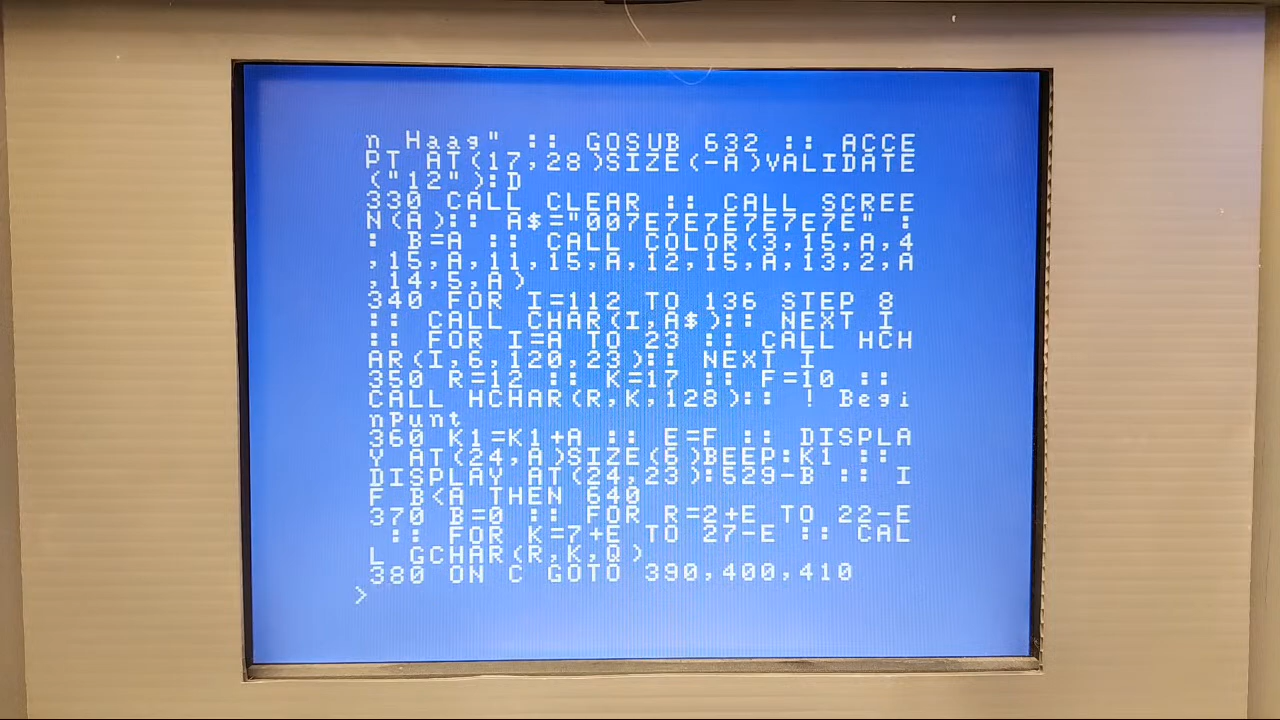 n Haag" :: GOSUB 632 :: ACCE
PT AT(17,28)SIZE(-A)VALIDATE
("12"):D
330 CALL CLEAR :: CALL SCREE
N(A):: A$="007E7E7E7E7E7E" :
: B=A :: CALL COLOR(3,15,A,4
,15,A,11,15,A,12,15,A,13,2,A
,14,5,A)
340 FOR I=112 TO 136 STEP 8
:: CALL CHAR(I,A$):: NEXT I
:: FOR I=A TO 23 :: CALL HCH
AR(I,6,120,23):: NEXT I
350 R=12 :: K=17 :: F=10 ::
CALL HCHAR(R,K,128):: ! Begi
nPunt
360 K1=K1+A :: E=F :: DISPLA
Y AT(24,A)SIZE(6)BEEP:K1 ::
DISPLAY AT(24,23):529-B :: I
F B<A THEN 640
370 B=0 :: FOR R=2+E TO 22-E
:: FOR K=7+E TO 27-E :: CAL
L GCHAR(R,K,Q)
380 ON C GOTO 390,400,410
>